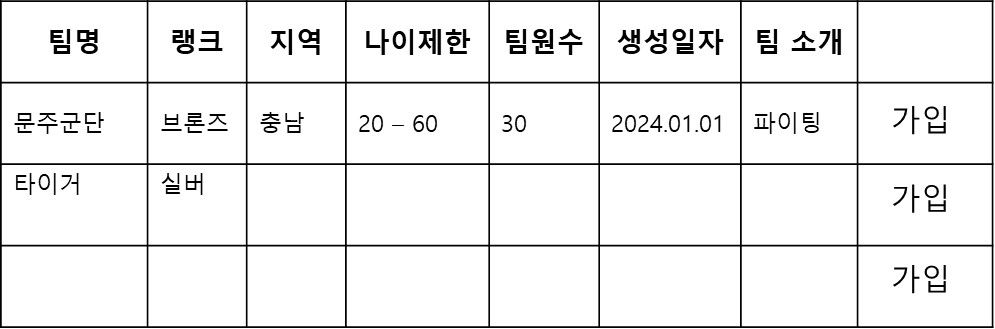 팀명 랭크 지역 나이제한 팀원수 생성일자 팀 소개
문주군단 브론즈 충남 20 – 60 30 2024.01.01 파이팅 가입
타이거 실버 가입
가입